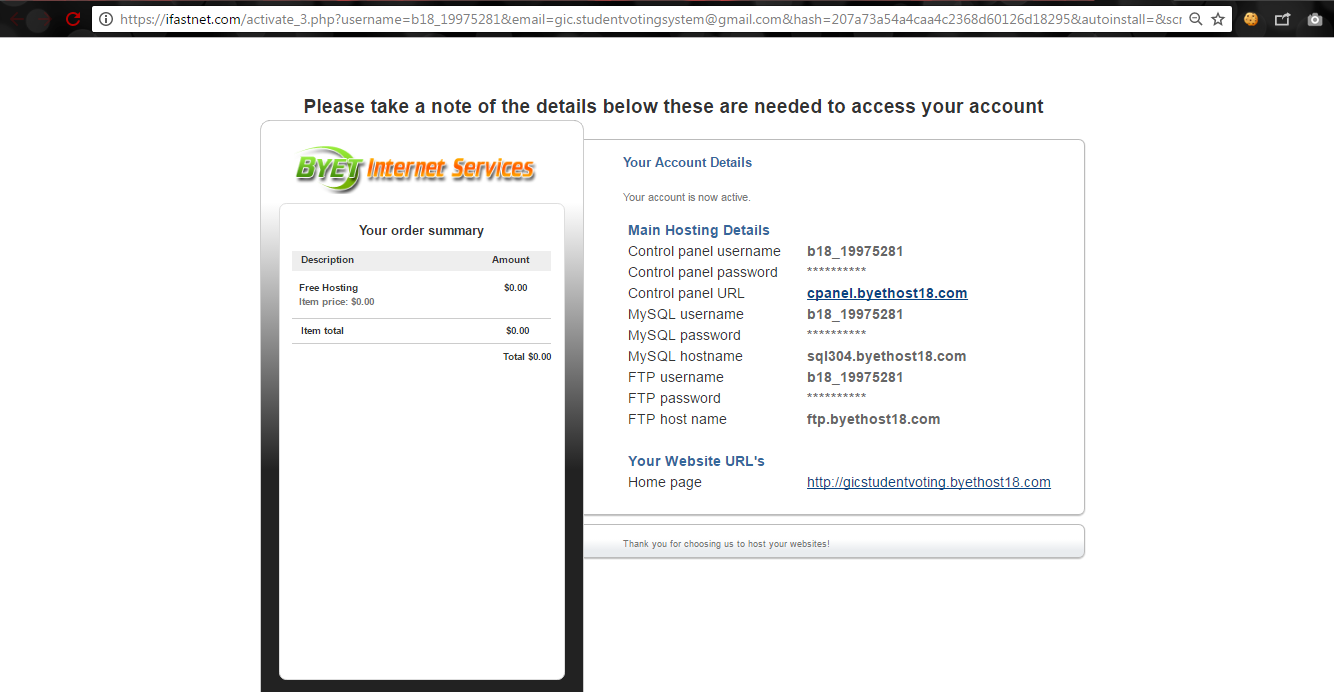 https://ifastnet.com/activate_3.php?username=b18_19975281&email=gic.studentvotingsystem@gmail.com&hash=207a73a54a4caa4c2368d60126d18295&autoinstall=&scr
Please take a note of the details below these are needed to access your account
BYET Internet Services
Your order summary
Description Amount
Free Hosting $0.00
Item price: $0.00
Item total $0.00
Total $0.00
Your Account Details
Your account is now active.
Main Hosting Details
Control panel username b18_19975281
Control panel password **********
Control panel URL cpanel.byethost18.com
MySQL username b18_19975281
MySQL password **********
MySQL hostname sql304.byethost18.com
FTP username b18_19975281
FTP password **********
FTP host name ftp.byethost18.com
Your Website URL's
Home page http://gicstudentvoting.byethost18.com
Thank you for choosing us to host your websites!